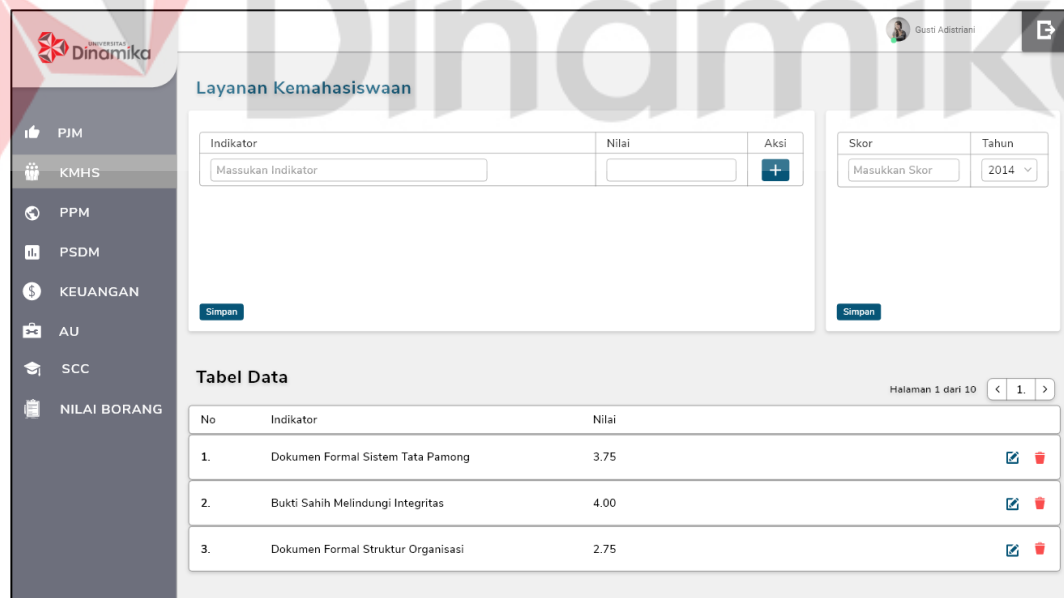 UNIVERSITAS
Dinamika
Dinamika
Gusti Adistriani
Layanan Kemahasiswaan
PJM
KMHS
PPM
PSDM
KEUANGAN
AU
SCC
NILAI BORANG
Indikator Nilai Aksi
Massukan Indikator +
Simpan
Skor Tahun
Masukkan Skor 2014
Simpan
Tabel Data
Halaman 1 dari 10 < 1. >
No Indikator Nilai
1. Dokumen Formal Sistem Tata Pamong 3.75
2. Bukti Sahih Melindungi Integritas 4.00
3. Dokumen Formal Struktur Organisasi 2.75